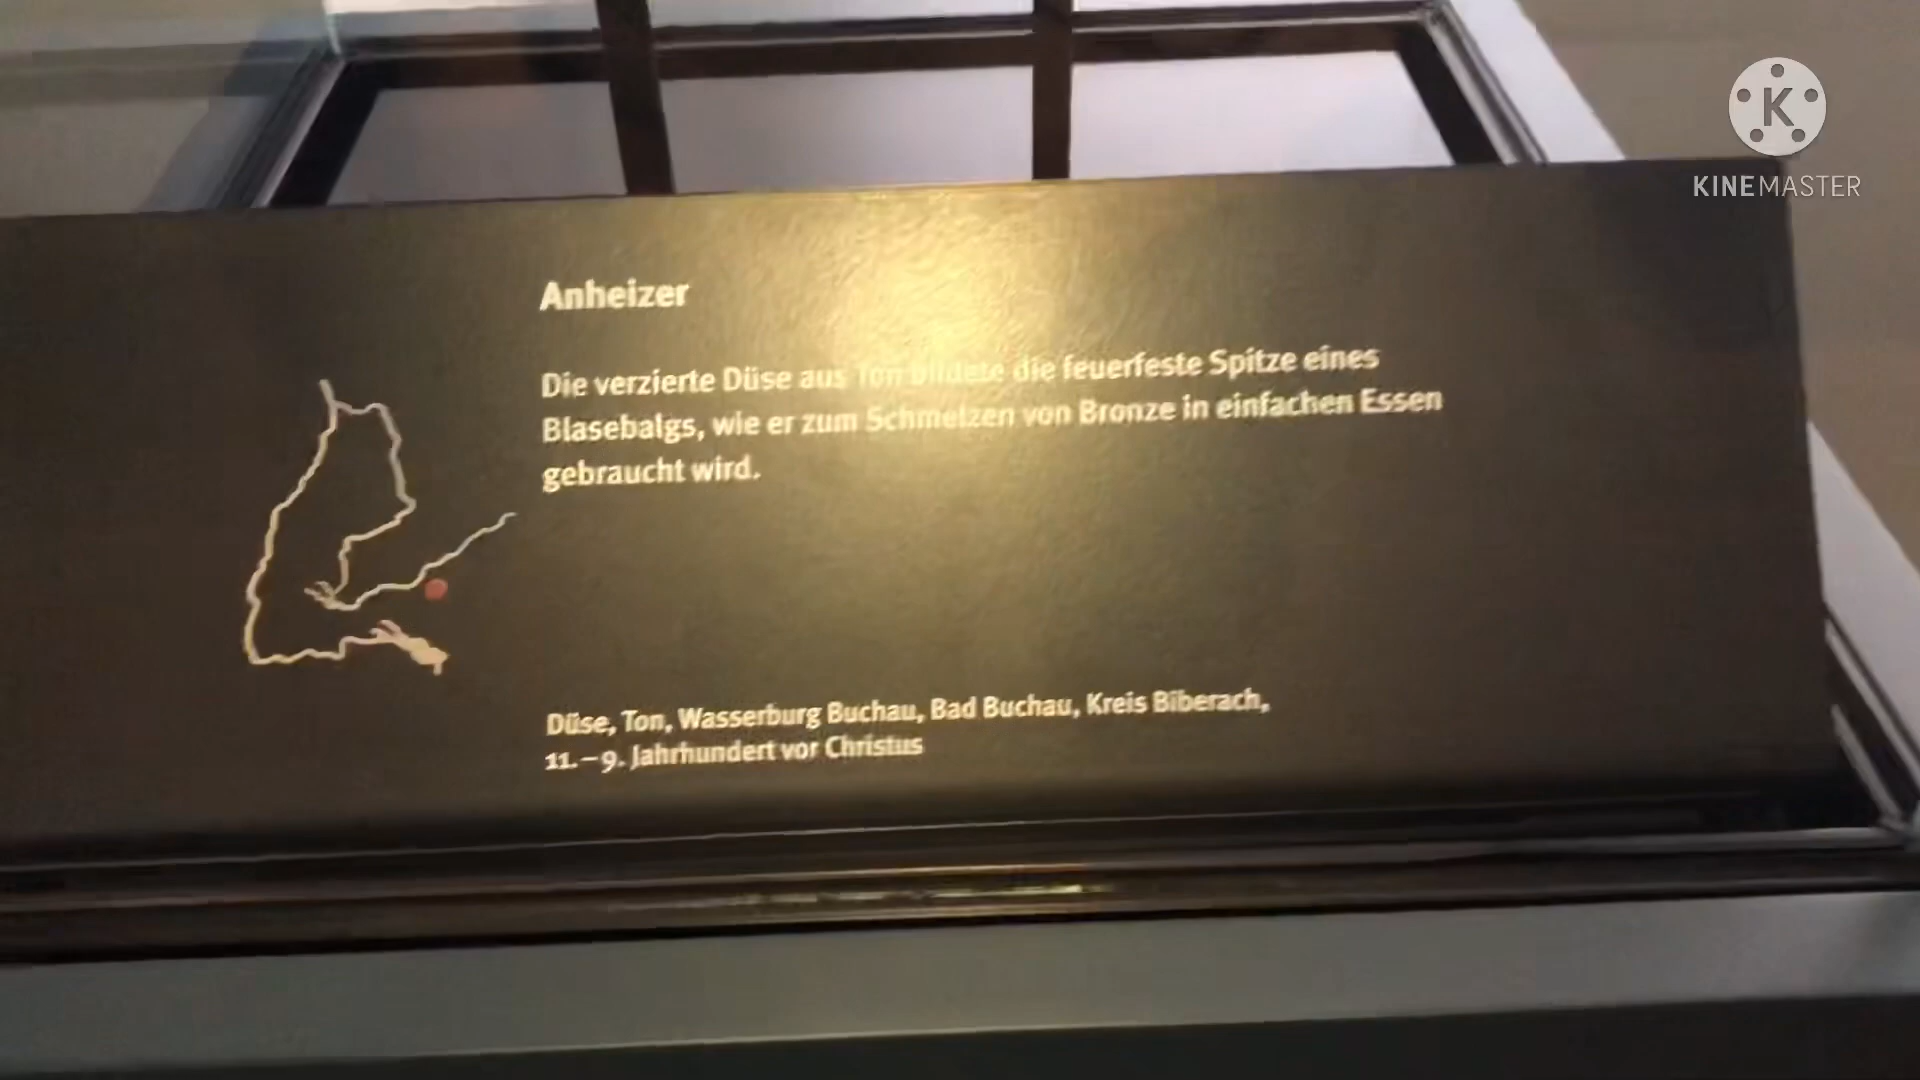 K
KINEMASTER
Anheizer
Die verzierte Düse aus Ton bildete die feuerfeste Spitze eines
Blasebalgs, wie er zum Schmelzen von Bronze in einfachen Essen
gebraucht wird.
Düse, Ton, Wasserburg Buchau, Bad Buchau, Kreis Biberach,
11.–9. Jahrhundert vor Christus